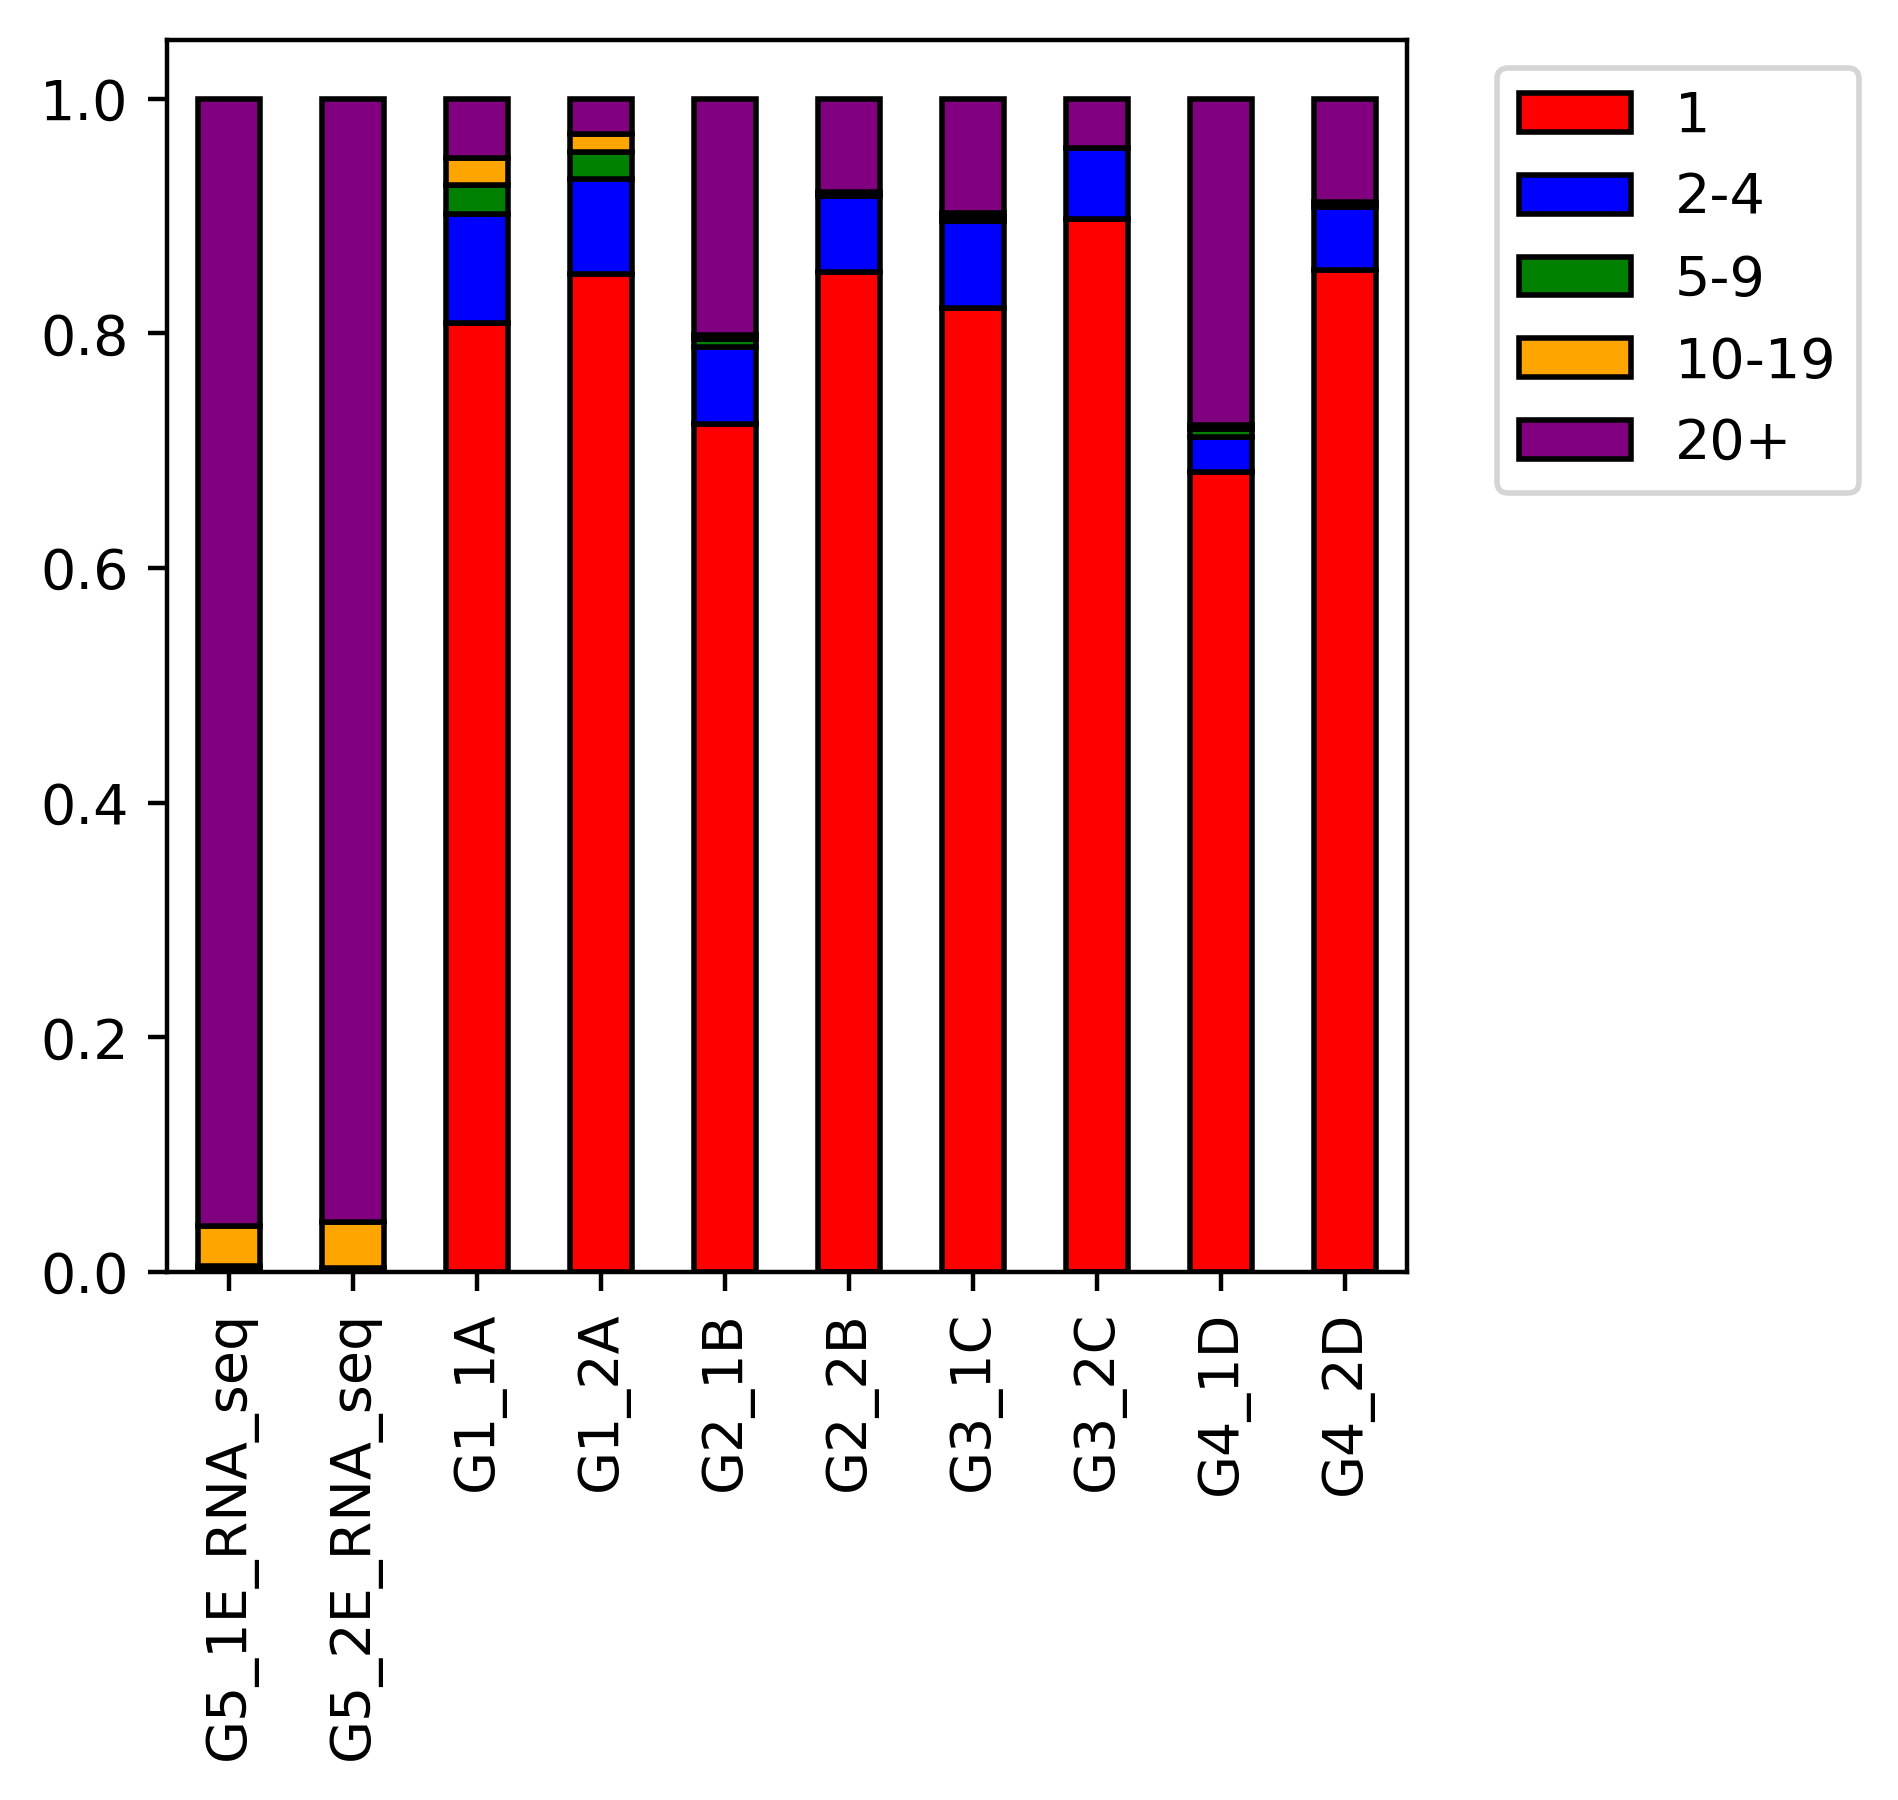 1.0
0.8
0.6
0.4
0.2
0.0
G5_1E_RNA_seq
G5_2E_RNA_seq
G1_1A
G1_2A
G2_1B
G2_2B
G3_1C
G3_2C
G4_1D
G4_2D
1
2-4
5-9
10-19
20+